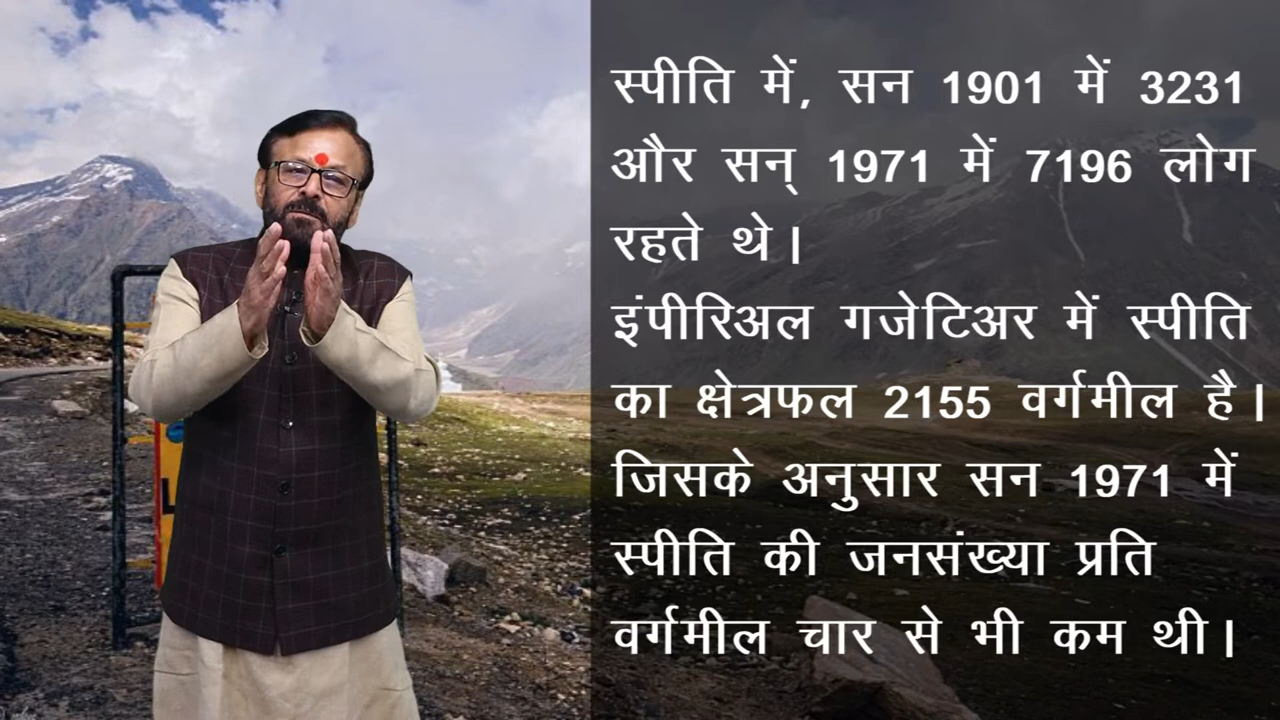 स्पीति में, सन 1901 में 3231
और सन् 1971 में 7196 लोग
रहते थे।
इंपीरिअल गजेटिअर में स्पीति
का क्षेत्रफल 2155 वर्गमील है।
जिसके अनुसार सन 1971 में
स्पीति की जनसंख्या प्रति
वर्गमील चार से भी कम थी।